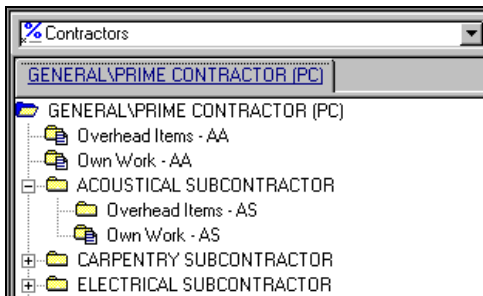 Contractors
GENERAL\PRIME CONTRACTOR (PC)
GENERAL\PRIME CONTRACTOR (PC)
Overhead Items - AA
Own Work - AA
ACOUSTICAL SUBCONTRACTOR
Overhead Items - AS
Own Work - AS
CARPENTRY SUBCONTRACTOR
ELECTRICAL SUBCONTRACTOR